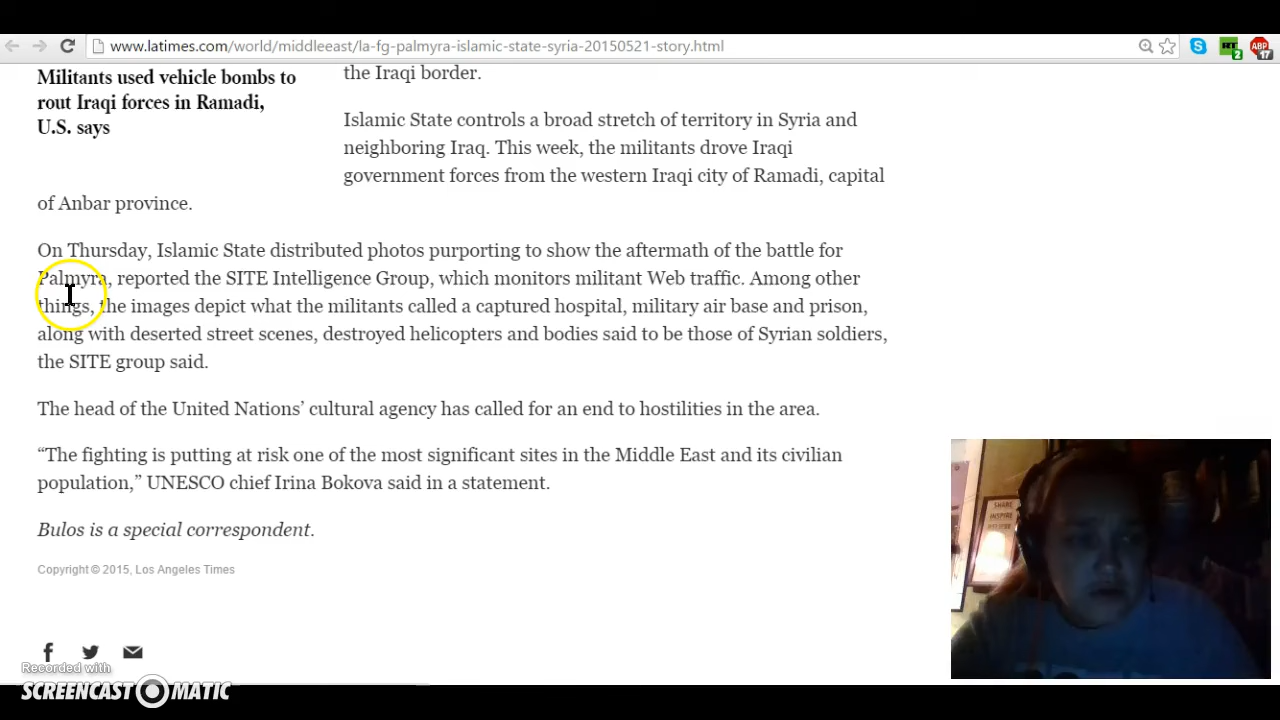 www.latimes.com/world/middleeast/la-fg-palmyra-islamic-state-syria-20150521-story.html
2
ABP
17
Militants used vehicle bombs to
rout Iraqi forces in Ramadi,
U.S. says
the Iraqi border.
Islamic State controls a broad stretch of territory in Syria and
neighboring Iraq. This week, the militants drove Iraqi
government forces from the western Iraqi city of Ramadi, capital
of Anbar province.
On Thursday, Islamic State distributed photos purporting to show the aftermath of the battle for
Palmyra, reported the SITE Intelligence Group, which monitors militant Web traffic. Among other
things, the images depict what the militants called a captured hospital, military air base and prison,
along with deserted street scenes, destroyed helicopters and bodies said to be those of Syrian soldiers,
the SITE group said.
The head of the United Nations’ cultural agency has called for an end to hostilities in the area.
“The fighting is putting at risk one of the most significant sites in the Middle East and its civilian
population,” UNESCO chief Irina Bokova said in a statement.
Bulos is a special correspondent.
Copyright © 2015, Los Angeles Times
SHARE
INSPIRE
Recorded with
SCREENCAST MATIC